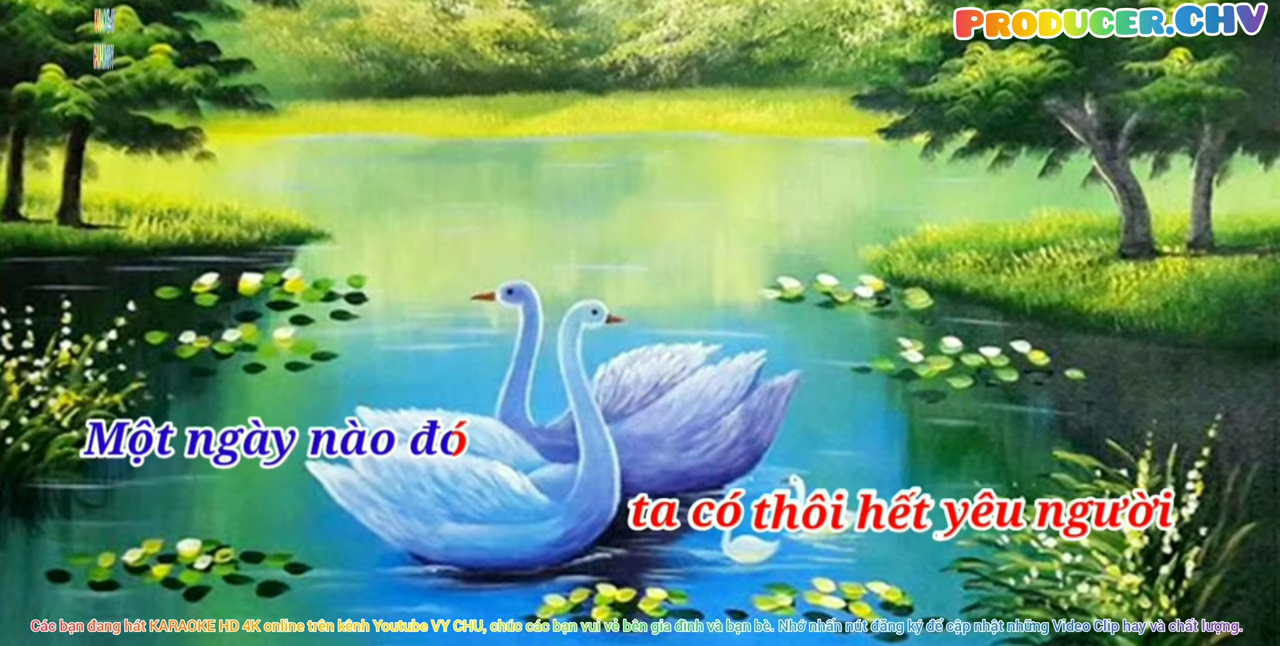 PRODUCER.CHV
Một ngày nào đó
ta có thôi hết yêu người
Các bạn đang hát KARAOKE HD 4K online trên kênh Youtube VY CHU, chúc các bạn vui vẻ bên gia đình và bạn bè. Nhớ nhấn nút đăng ký để cập nhật những Video Clip hay và chất lượng.